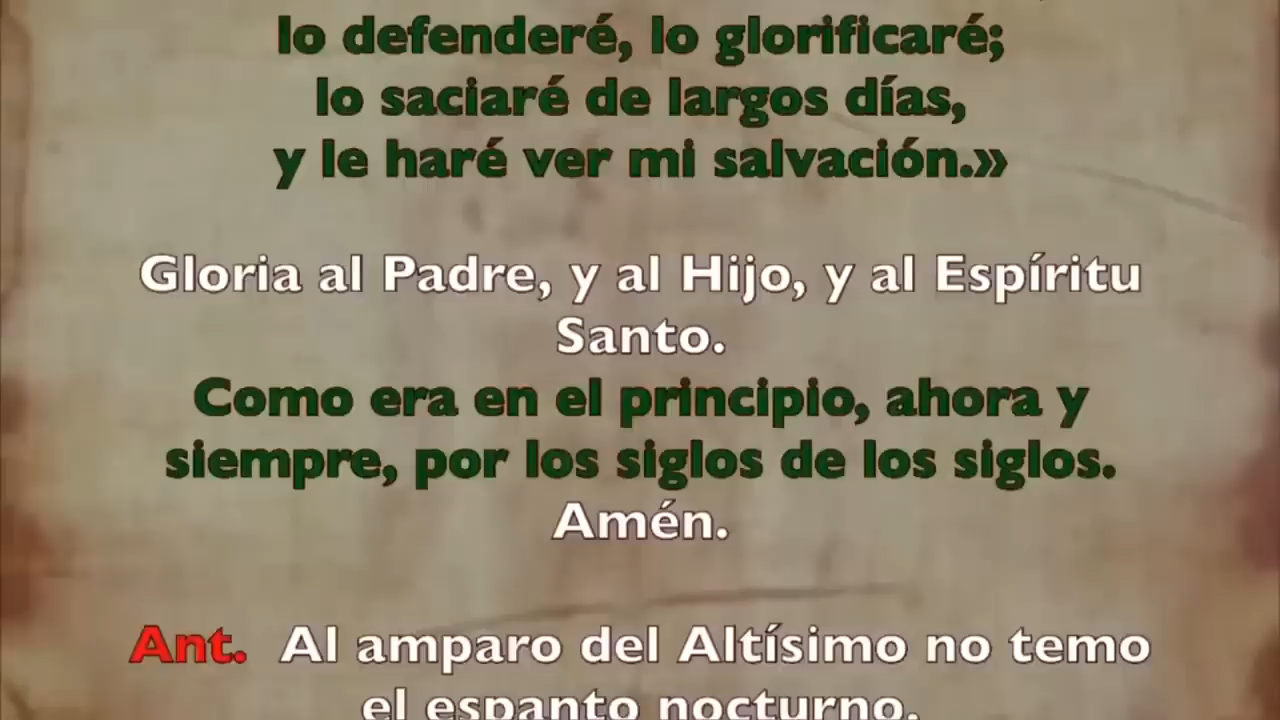 lo defenderé, lo glorificaré;
lo saciaré de largos días,
y le haré ver mi salvación.»
Gloria al Padre, y al Hijo, y al Espíritu
Santo.
Como era en el principio, ahora y
siempre, por los siglos de los siglos.
Amén.
Ant. Al amparo del Altísimo no temo
el espanto nocturno.